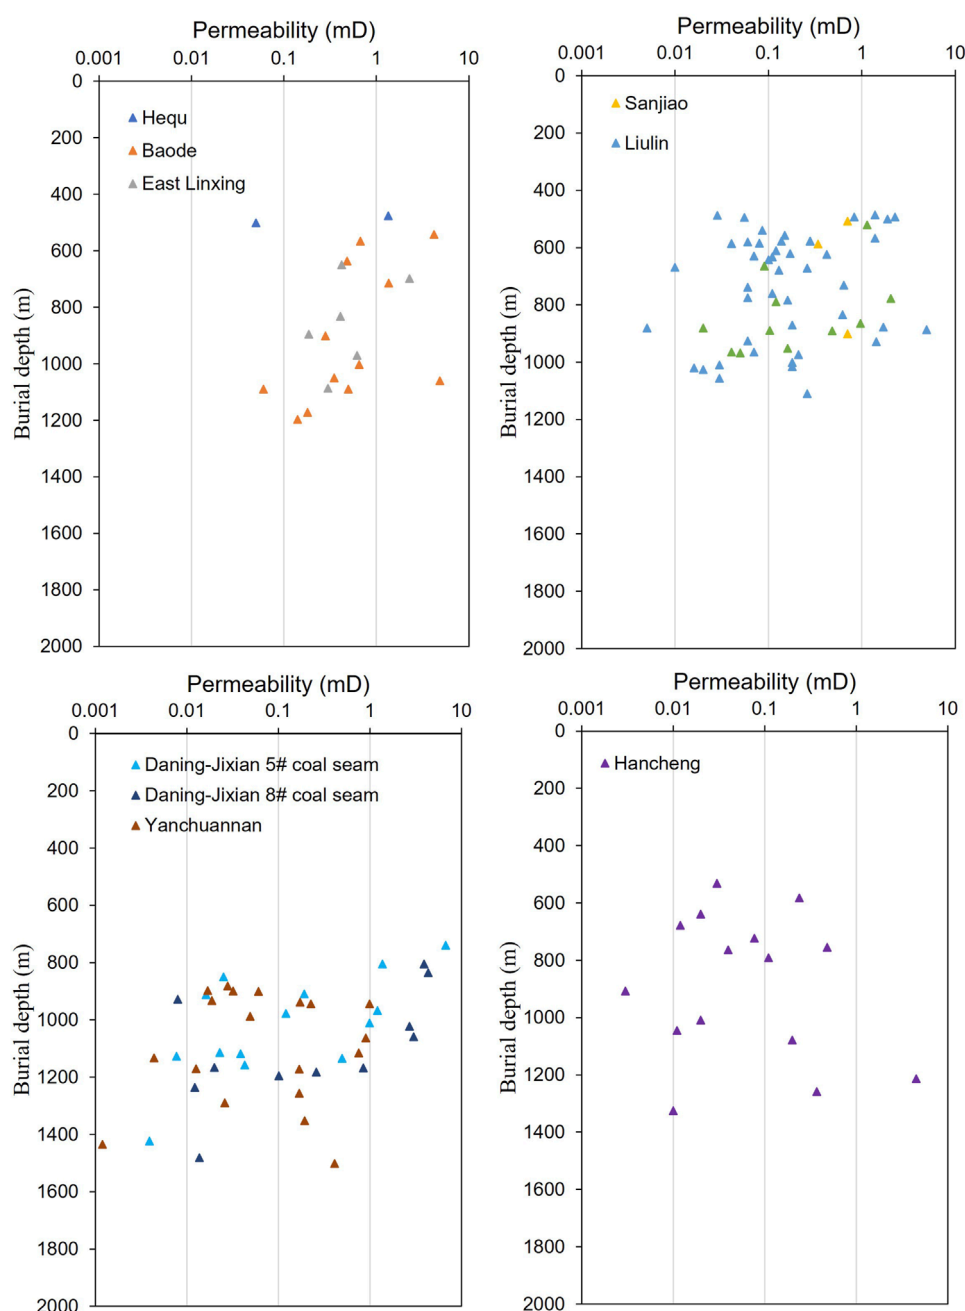 Permeability (mD)
0.001 0.01 0.1 1 10
0
200
400
600
800
1000
1200
1400
1600
1800
2000
Burial depth (m)
Hequ
Baode
East Linxing
Permeability (mD)
0.001 0.01 0.1 1 10
0
200
400
600
800
1000
1200
1400
1600
1800
2000
Burial depth (m)
Sanjiao
Liulin
Permeability (mD)
0.001 0.01 0.1 1 10
0
200
400
600
800
1000
1200
1400
1600
1800
2000
Burial depth (m)
Daning-Jixian 5# coal seam
Daning-Jixian 8# coal seam
Yanchuannan
Permeability (mD)
0.001 0.01 0.1 1 10
0
200
400
600
800
1000
1200
1400
1600
1800
2000
Burial depth (m)
Hancheng